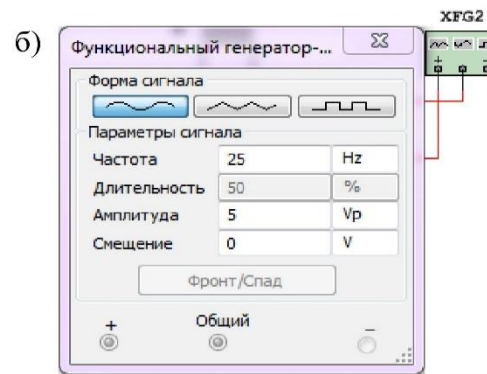 XFG2
б)
Функциональный генератор-...
Форма сигнала
Параметры сигнала
Частота 25 Hz
Длительность 50 %
Амплитуда 5 Vp
Смещение 0 V
Фронт/Спад
+ Общий −